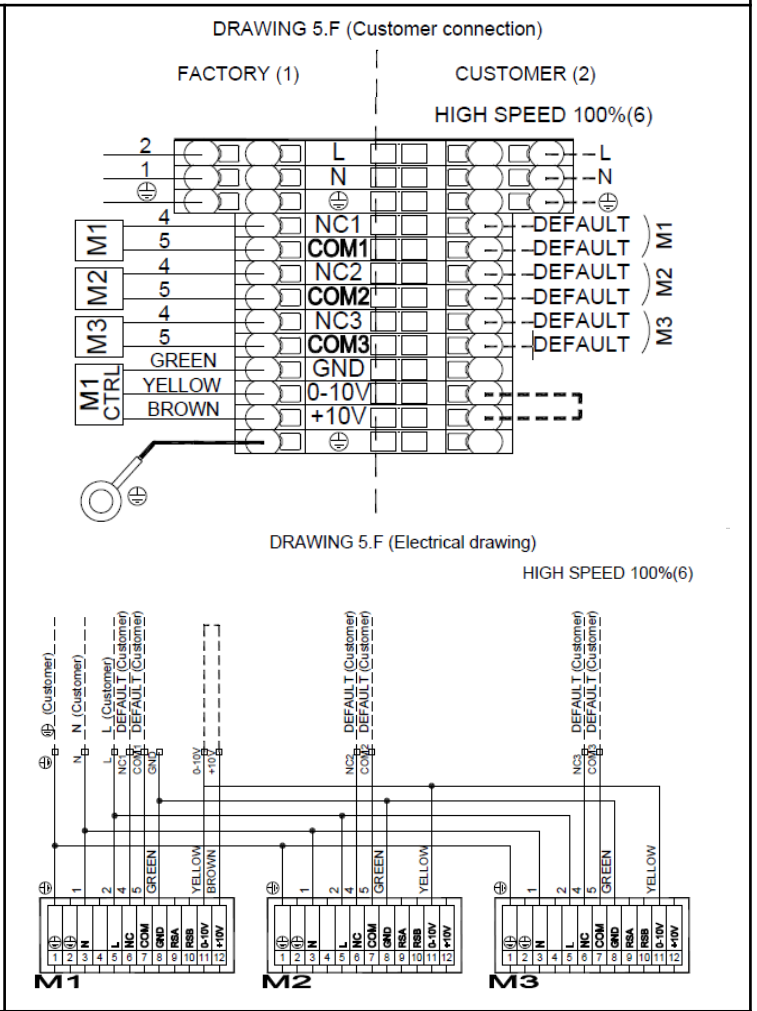 DRAWING 5.F (Customer connection)
FACTORY (1)
CUSTOMER (2)
HIGH SPEED 100%(6)
2 L L
1 N N
4 NC1 DEFAULT
M1 5 COM1 DEFAULT M1
4 NC2 DEFAULT
M2 5 COM2 DEFAULT M2
4 NC3 DEFAULT
M3 5 COM3 DEFAULT M3
GREEN GND
M1 CTRL YELLOW 0-10V
BROWN +10V
DRAWING 5.F (Electrical drawing)
HIGH SPEED 100%(6)
(Customer)
N (Customer)
L (Customer)
DEFAULT (Customer)
DEFAULT (Customer)
DEFAULT (Customer)
DEFAULT (Customer)
DEFAULT (Customer)
DEFAULT (Customer)
N L NC1 COM1 GND 0-10V +10V NC2 COM2 NC3 COM3
1 2 4 5 GREEN YELLOW BROWN
1 2 4 5 GREEN YELLOW
1 2 4 5 GREEN YELLOW
N L NC COM GND RSA RSB 0-10V +10V
1 2 3 4 5 6 7 8 9 10 11 12
M1
N L NC COM GND RSA RSB 0-10V +10V
1 2 3 4 5 6 7 8 9 10 11 12
M2
N L NC COM GND RSA RSB 0-10V +10V
1 2 3 4 5 6 7 8 9 10 11 12
M3